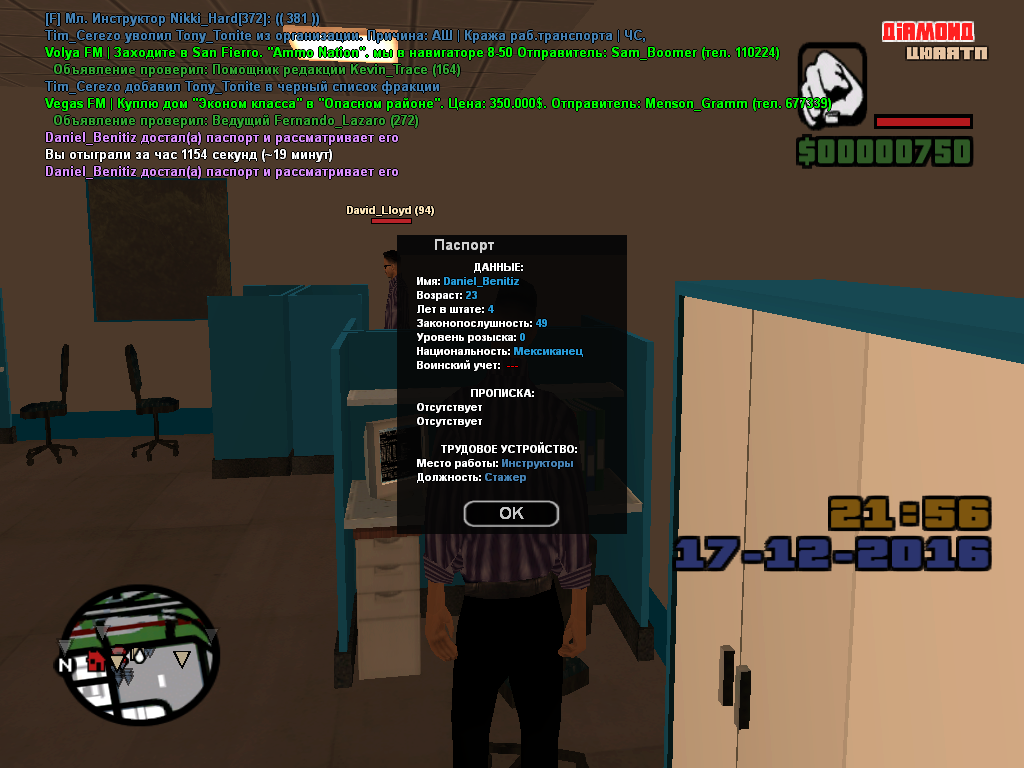 [F] Мл. Инструктор Nikki_Hard[372]: (( 381 ))
Tim_Cerezo уволил Tony_Tonite из организации. Причина: АШ | Кража раб.транспорта | ЧС,
Volya FM | Заходите в San Fierro. "Ammo Nation". мы в навигаторе 8-50 Отправитель: Sam_Boomer (тел. 110224)
Объявление проверил: Помощник редакции Kevin_Trace (164)
Tim_Cerezo добавил Tony_Tonite в черный список фракции
Vegas FM | Куплю дом "Эконом класса" в "Опасном районе". Цена: 350.000$. Отправитель: Menson_Gramm (тел. 677339)
Объявление проверил: Ведущий Fernando_Lazaro (272)
Daniel_Benitiz достал(а) паспорт и рассматривает его
Вы отыграли за час 1154 секунд (~19 минут)
Daniel_Benitiz достал(а) паспорт и рассматривает его
$00000750
David_Lloyd (94)
Паспорт
ДАННЫЕ:
Имя: Daniel_Benitiz
Возраст: 23
Лет в штате: 4
Законопослушность: 49
Уровень розыска: 0
Национальность: Мексиканец
Воинский учет: ---
ПРОПИСКА:
Отсутствует
Отсутствует
ТРУДОВОЕ УСТРОЙСТВО:
Место работы: Инструкторы
Должность: Стажер
OK
21:56
17-12-2016
N